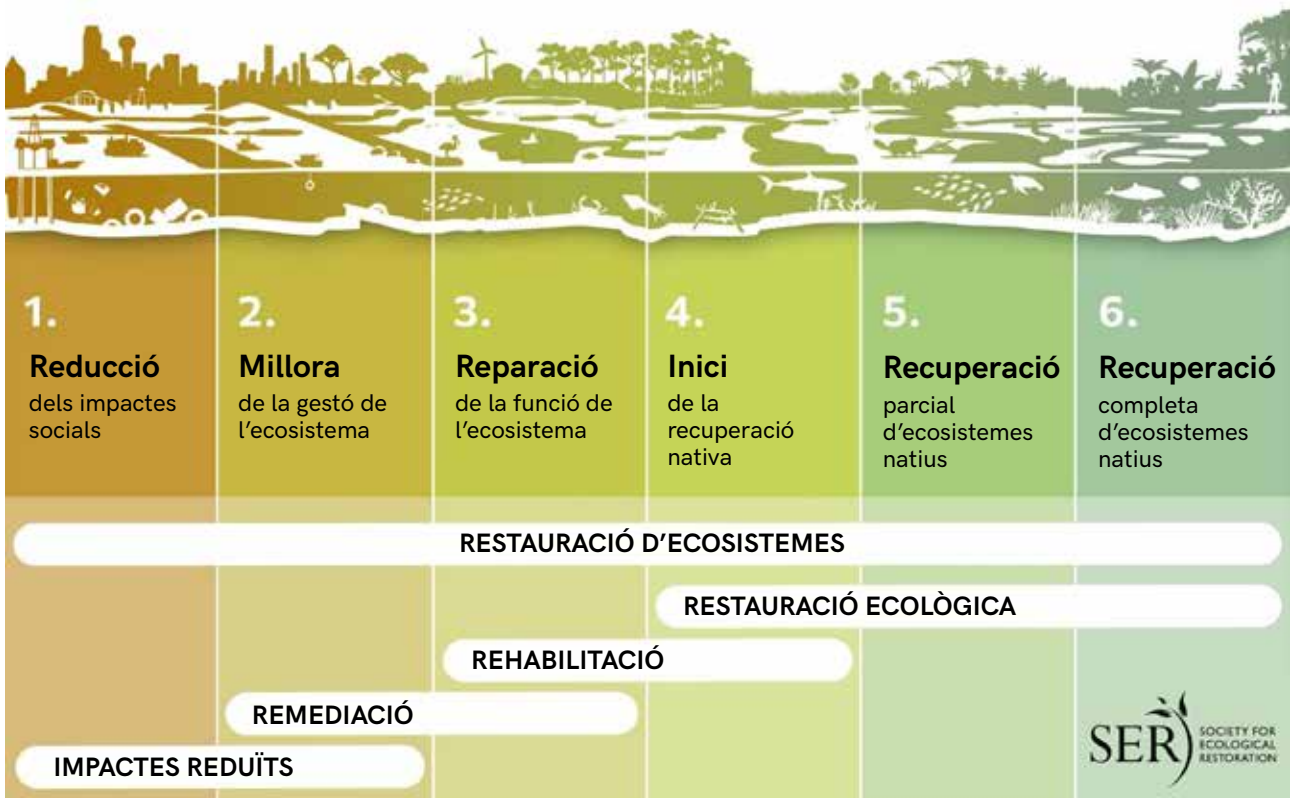 1.
Reducció
dels impactes
socials
2.
Millora
de la gestó de
l’ecosistema
3.
Reparació
de la funció de
l’ecosistema
4.
Inici
de la
recuperació
nativa
5.
Recuperació
parcial
d’ecosistemes
natius
6.
Recuperació
completa
d’ecosistemes
natius
RESTAURACIÓ D’ECOSISTEMES
RESTAURACIÓ ECOLÒGICA
REHABILITACIÓ
REMEDIACIÓ
IMPACTES REDUÏTS
SER
SOCIETY FOR
ECOLOGICAL
RESTORATION